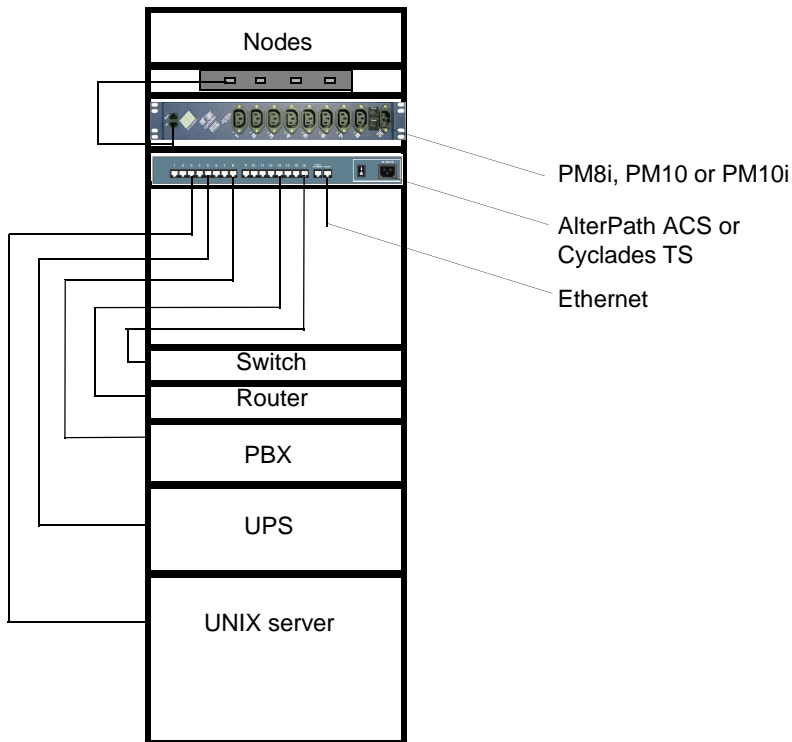 Nodes
PM8i, PM10 or PM10i
AlterPath ACS or
Cyclades TS
Ethernet
Switch
Router
PBX
UPS
UNIX server